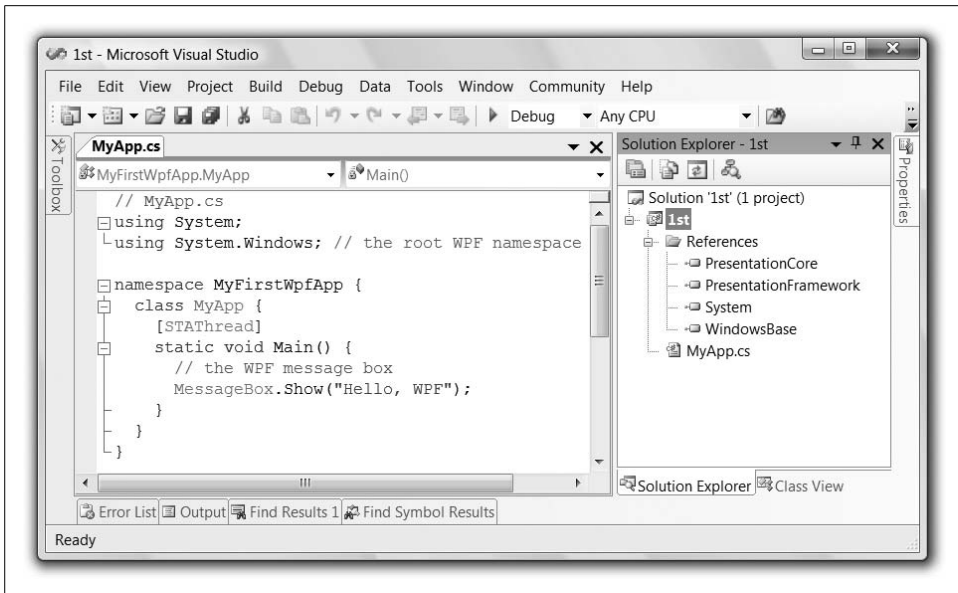 1st - Microsoft Visual Studio
File Edit View Project Build Debug Data Tools Window Community Help
Debug Any CPU
Toolbox
MyApp.cs
MyFirstWpfApp.MyApp Main()
// MyApp.cs
using System;
using System.Windows; // the root WPF namespace
namespace MyFirstWpfApp {
class MyApp {
[STAThread]
static void Main() {
// the WPF message box
MessageBox.Show("Hello, WPF");
}
}
}
Error List Output Find Results 1 Find Symbol Results
Solution Explorer - 1st
Solution '1st' (1 project)
1st
References
PresentationCore
PresentationFramework
System
WindowsBase
MyApp.cs
Solution Explorer Class View
Properties
Ready